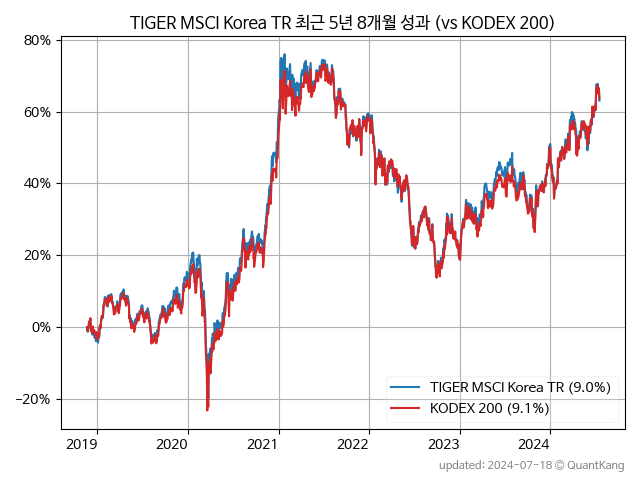 TIGER MSCI Korea TR 최근 5년 8개월 성과 (vs KODEX 200)
80%
60%
40%
20%
0%
−20%
TIGER MSCI Korea TR (9.0%)
KODEX 200 (9.1%)
2019 2020 2021 2022 2023 2024
updated: 2024-07-18 © QuantKang